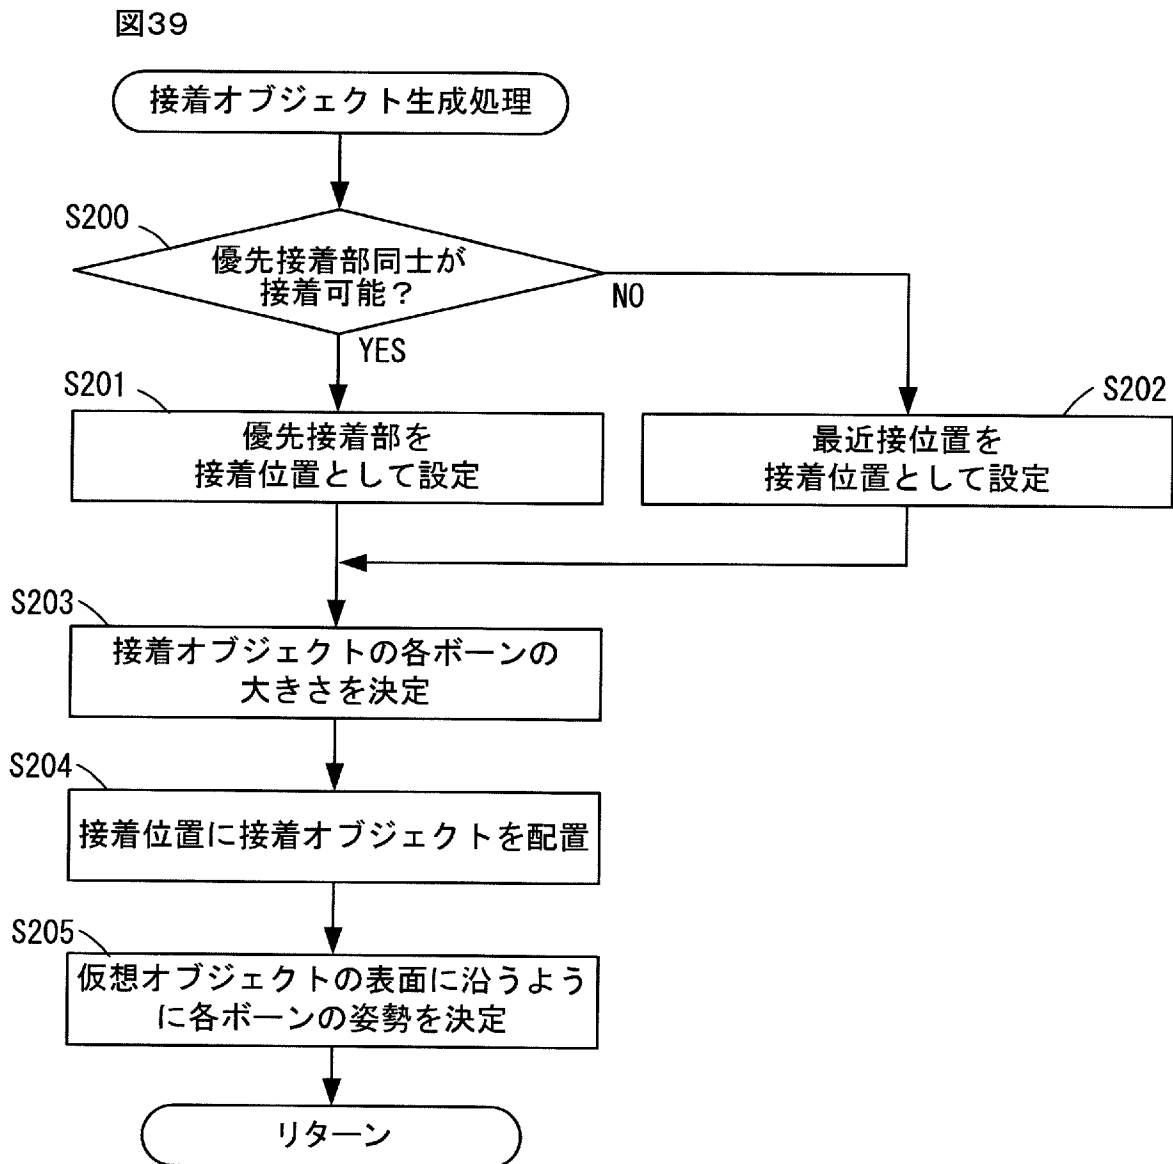 図39
接着オブジェクト生成処理
S200
優先接着部同士が
接着可能？
NO
YES
S201
優先接着部を
接着位置として設定
S202
最近接位置を
接着位置として設定
S203
接着オブジェクトの各ボーンの
大きさを決定
S204
接着位置に接着オブジェクトを配置
S205
仮想オブジェクトの表面に沿うよう
に各ボーンの姿勢を決定
リターン